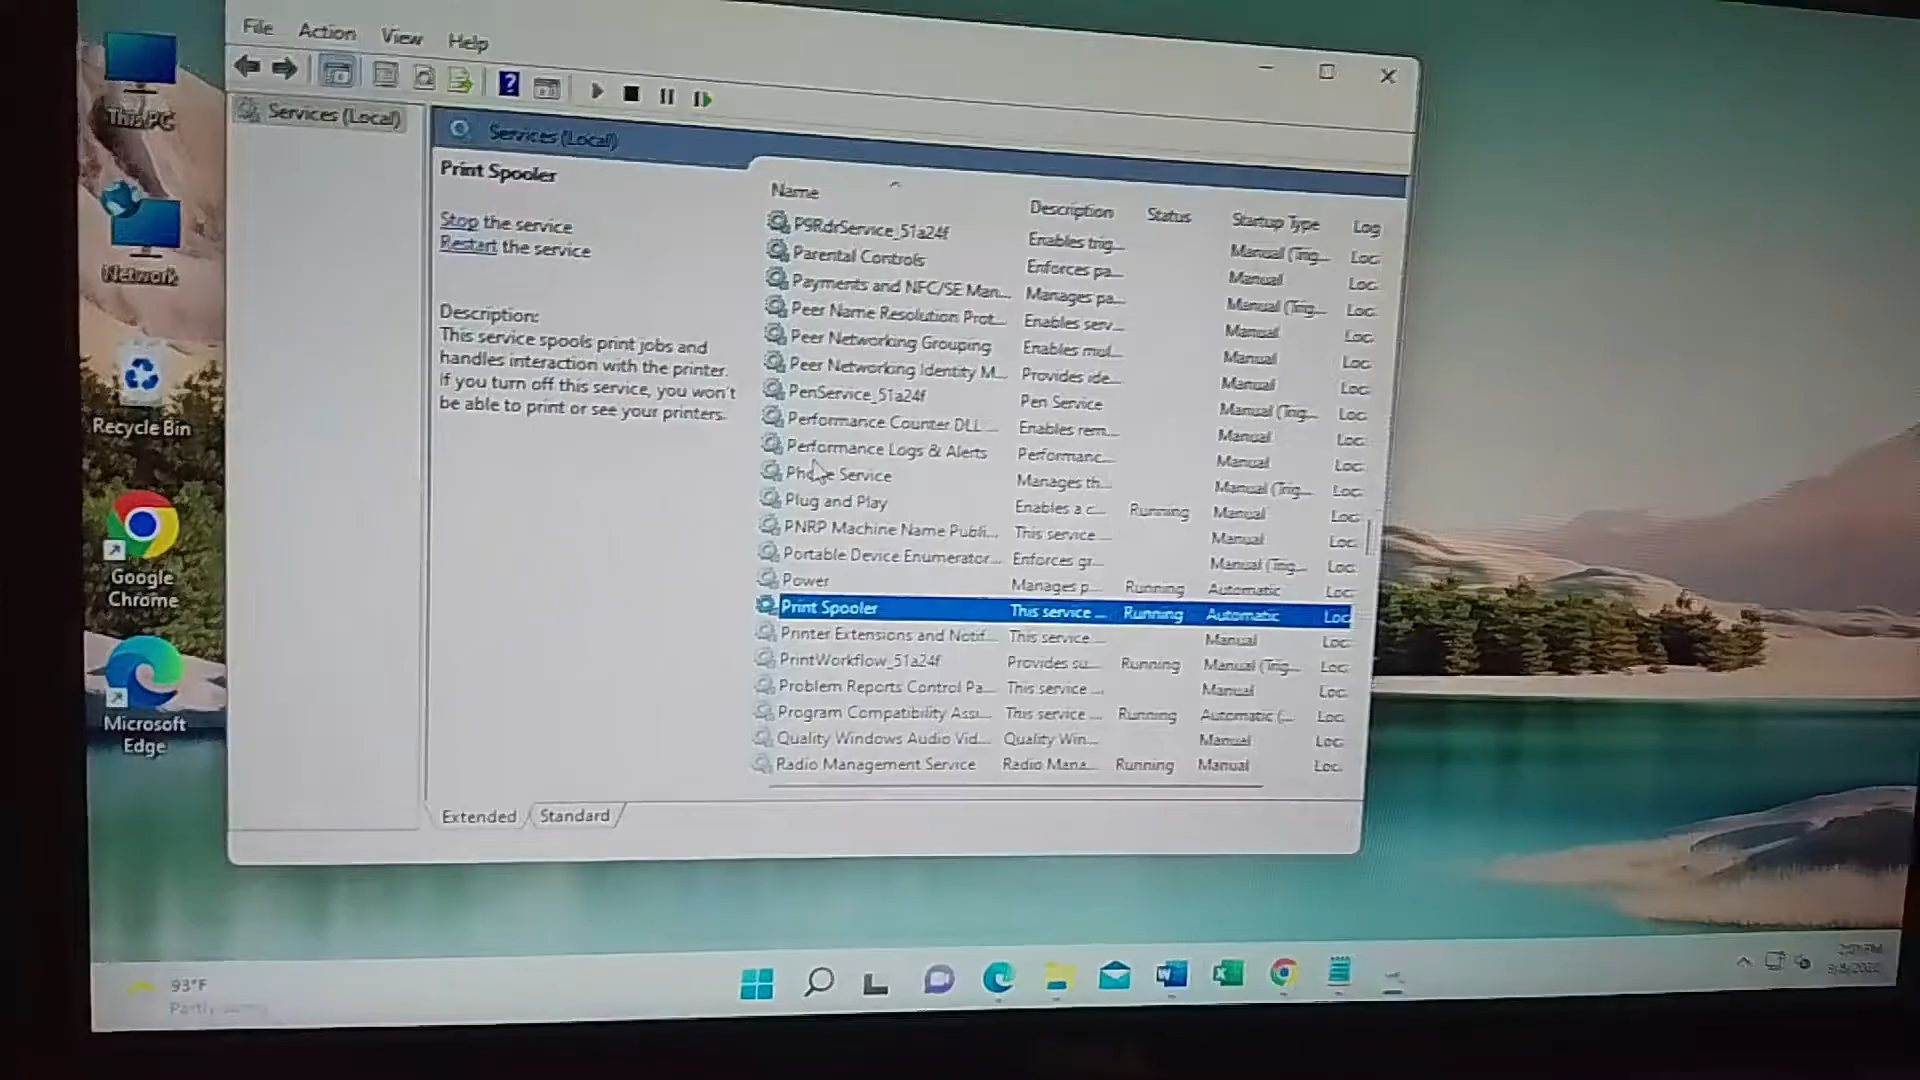 File Action View Help
Services (Local)
Services (Local)
Print Spooler
Stop the service
Restart the service
Description:
This service spools print jobs and
handles interaction with the printer.
If you turn off this service, you won't
be able to print or see your printers.
Name Description Status Startup Type Log
P9RdrService_51a24f Enables trig... Manual (Trig... Loc
Parental Controls Enforces pa... Manual Loc
Payments and NFC/SE Man... Manages pa... Manual (Trig... Loc
Peer Name Resolution Prot... Enables serv... Manual Loc
Peer Networking Grouping Enables mul... Manual Loc
Peer Networking Identity M... Provides ide... Manual Loc
PenService_51a24f Pen Service Manual (Trig... Loc
Performance Counter DLL ... Enables rem... Manual Loc
Performance Logs & Alerts Performanc... Manual Loc
Phone Service Manages th... Manual (Trig... Loc
Plug and Play Enables a c... Running Manual Loc
PNRP Machine Name Publi... This service ... Manual Loc
Portable Device Enumerator... Enforces gr... Manual (Trig... Loc
Power Manages p... Running Automatic Loc
Print Spooler This service ... Running Automatic Loc
Printer Extensions and Notif... This service ... Manual Loc
PrintWorkflow_51a24f Provides su... Running Manual (Trig... Loc
Problem Reports Control Pa... This service ... Manual Loc
Program Compatibility Assi... This service ... Running Automatic (... Loc
Quality Windows Audio Vid... Quality Win... Manual Loc
Radio Management Service Radio Mana... Running Manual Loc
Extended Standard
This PC
Network
Recycle Bin
Google
Chrome
Microsoft
Edge
93°F
Partly